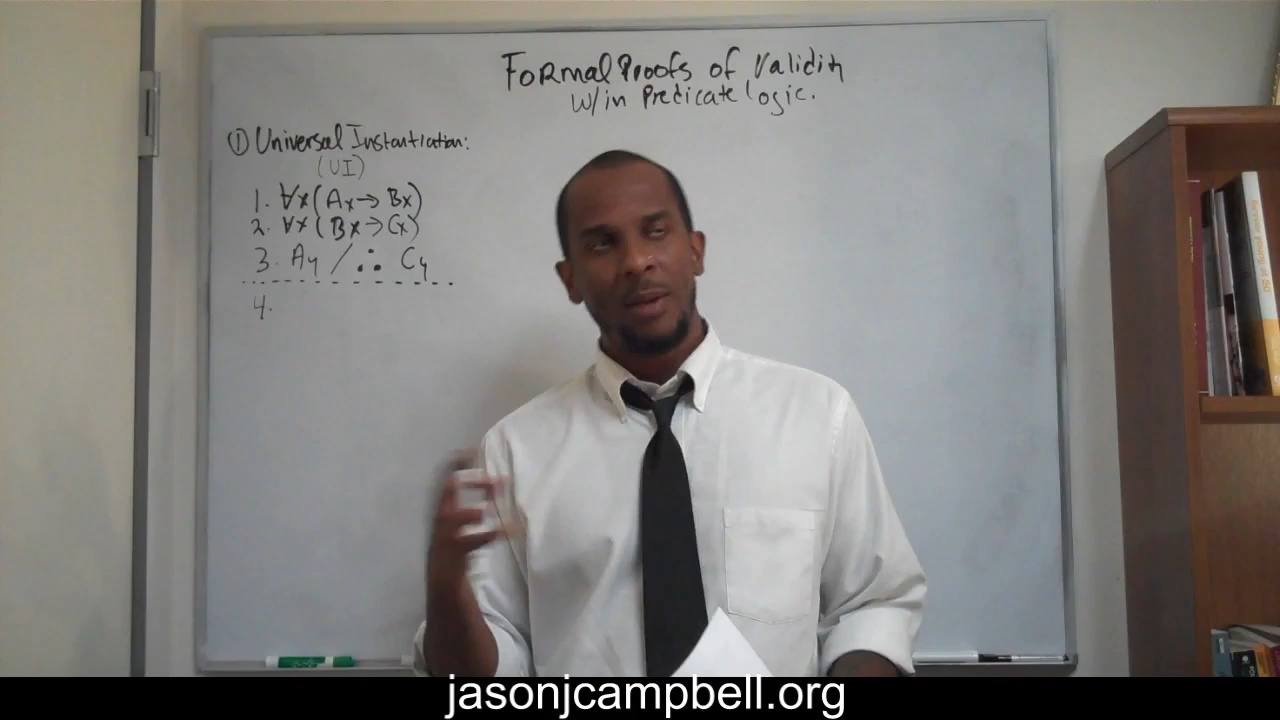 Formal Proofs of Validity
w/in Predicate logic.
① Universal Instantiation:
(UI)
1. ∀x(Ax→Bx)
2. ∀x(Bx→Cx)
3. Ay / ∴ Cy
4.
jasonjcampbell.org